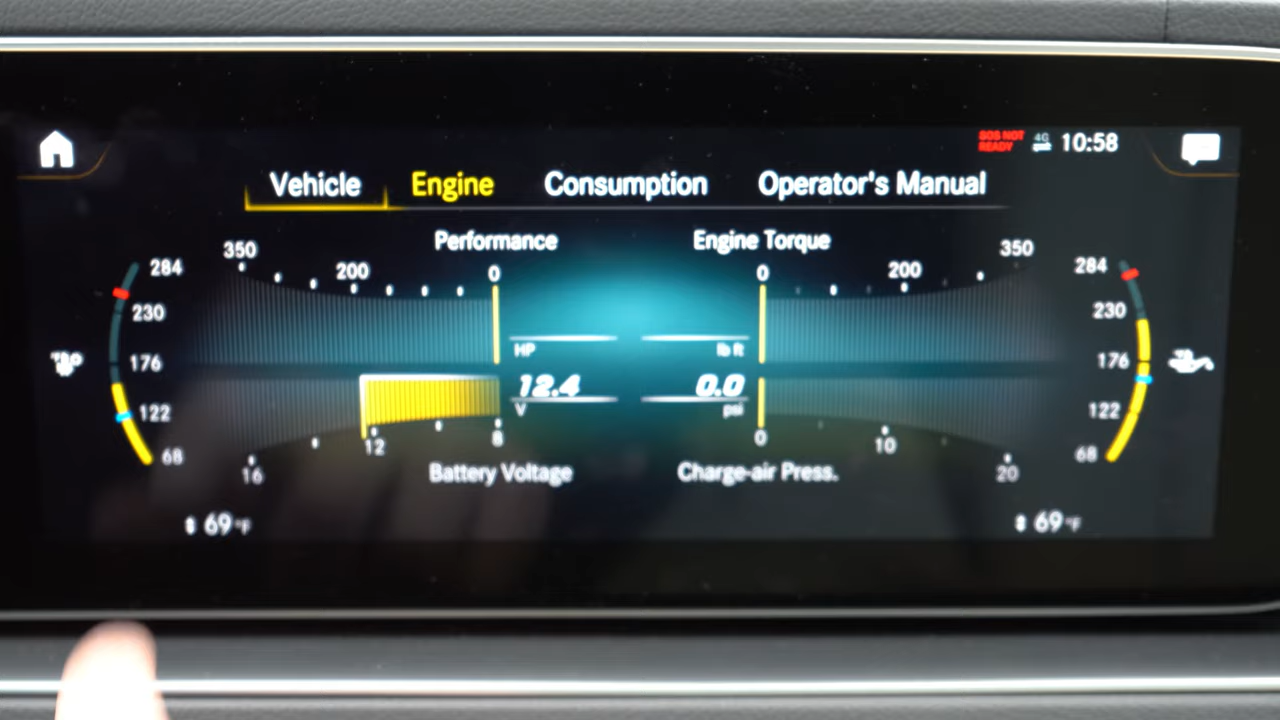 SOS NOT
READY
4G
10:58
Vehicle Engine Consumption Operator's Manual
Performance Engine Torque
350 200 0 0 200 350
284 284
230 230
176 176
122 122
68 68
HP lb ft
12.4 0.0
V psi
16 12 8 0 10 20
Battery Voltage Charge-air Press.
69°F 69°F